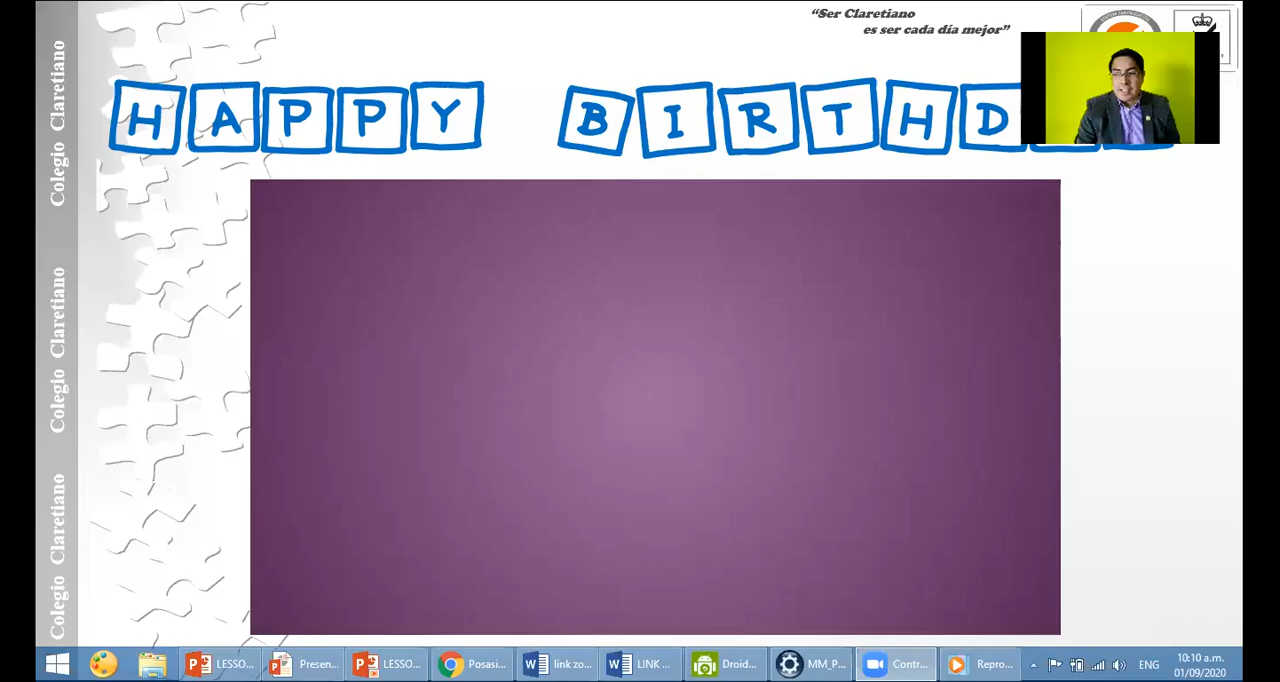 “Ser Claretiano
es ser cada día mejor”
HAPPY BIRTHD
Colegio Claretiano
Colegio Claretiano
Colegio Claretiano
LESSO...
Presen...
LESSO...
Posasi...
link zo...
LINK ...
Droid...
MM_P...
Contr...
Repro...
ENG
10:10 a.m.
01/09/2020